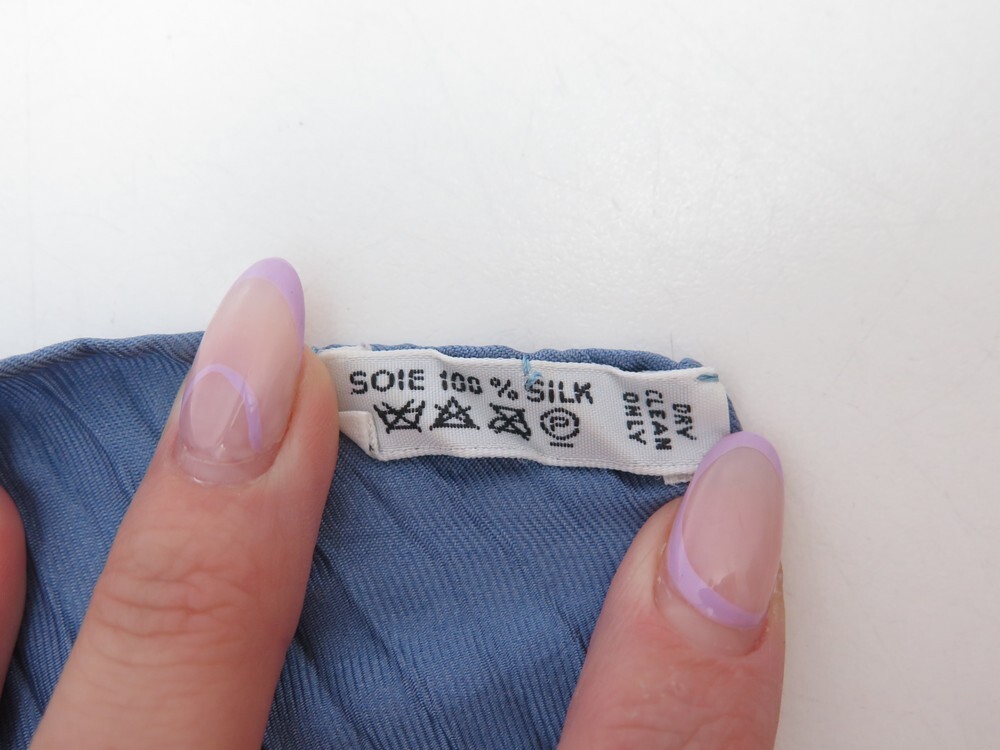 SOIE 100 % SILK
P
DRY
CLEAN
ONLY